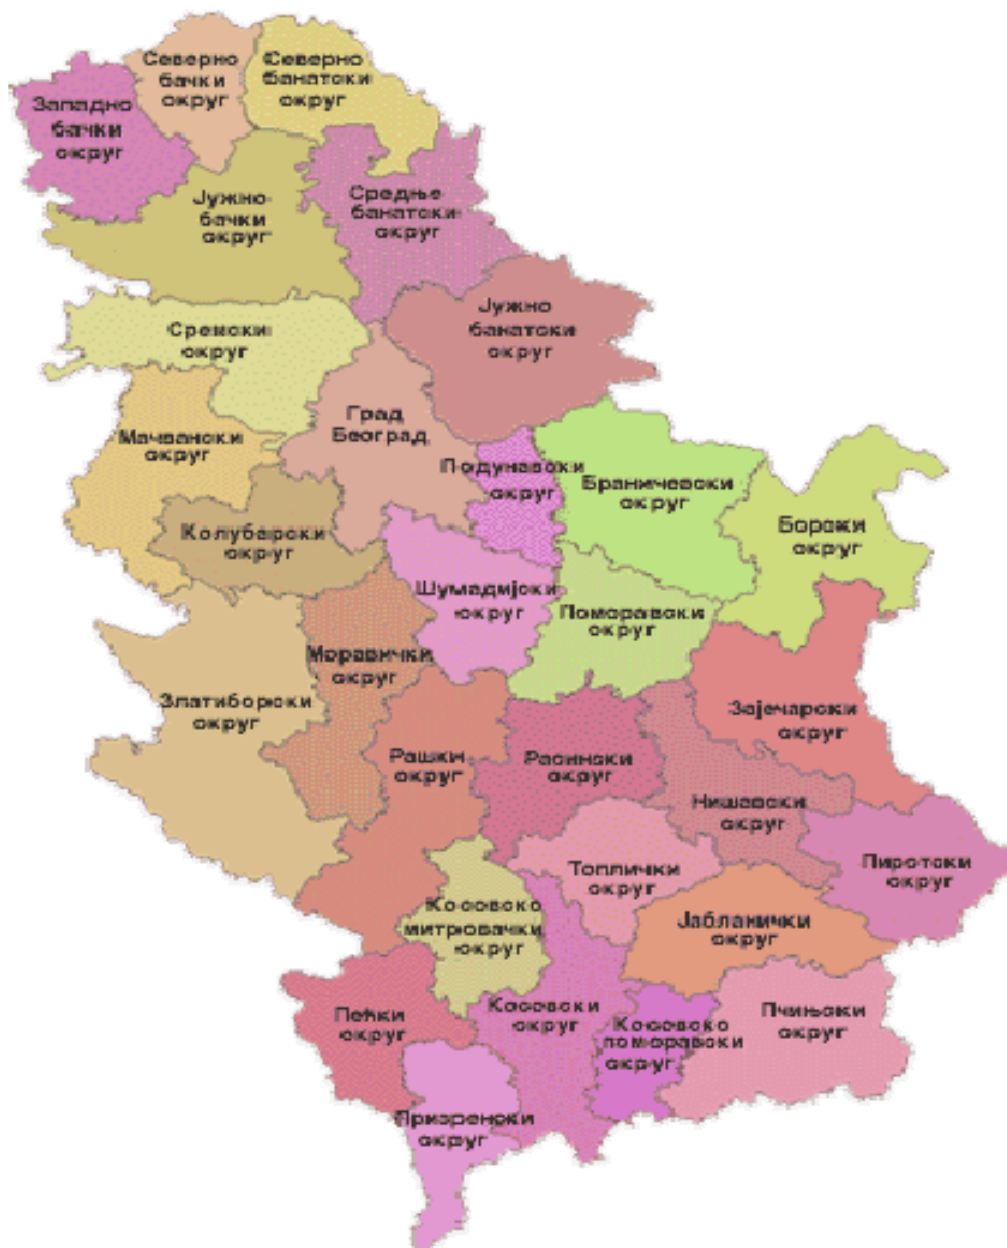 Северно
бачки
округ
Северно
банатски
округ
Западно
бачки
округ
Јужно-
бачки
округ
Средње-
банатски
округ
Јужно
банатски
округ
Сремски
округ
Град
Београд
Мачвански
округ
Подунавски
округ
Браничевски
округ
Борски
округ
Колубарски
округ
Шумадијски
округ
Поморавски
округ
Моравички
округ
Златиборски
округ
Зајечарски
округ
Рашки
округ
Расински
округ
Нишавски
округ
Пиротски
округ
Топлички
округ
Косовско
митровачки
округ
Јабланички
округ
Пећки
округ
Косовски
округ
Косовско
поморавски
округ
Пчињски
округ
Призренски
округ